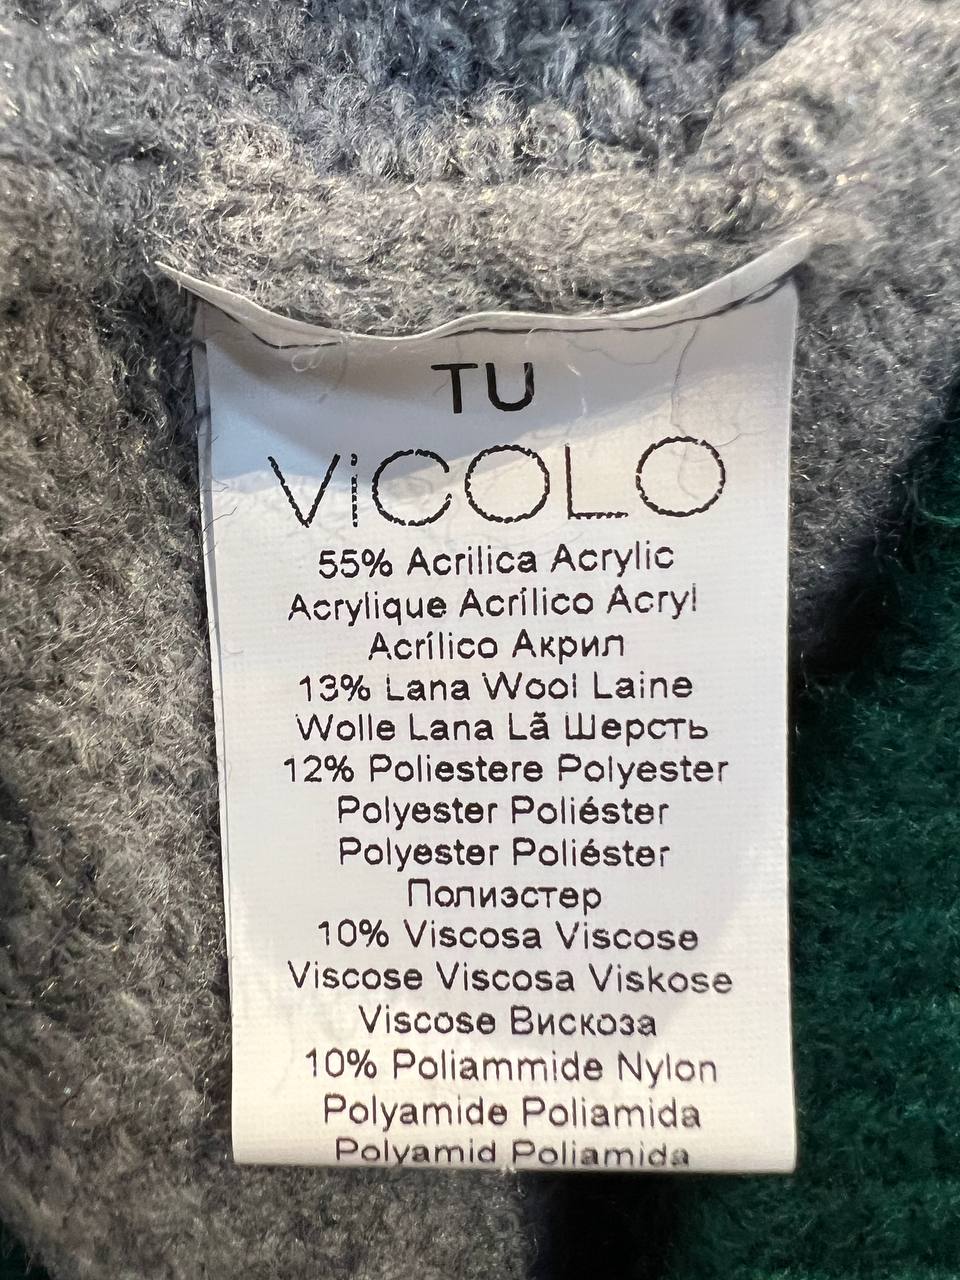 TU
ViCOLO
55% Acrilica Acrylic
Acrylique Acrílico Acryl
Acrílico Акрил
13% Lana Wool Laine
Wolle Lana Lã Шерсть
12% Poliestere Polyester
Polyester Poliéster
Polyester Poliéster
Полиэстер
10% Viscosa Viscose
Viscose Viscosa Viskose
Viscose Вискоза
10% Poliammide Nylon
Polyamide Poliamida
Polyamid Poliamida